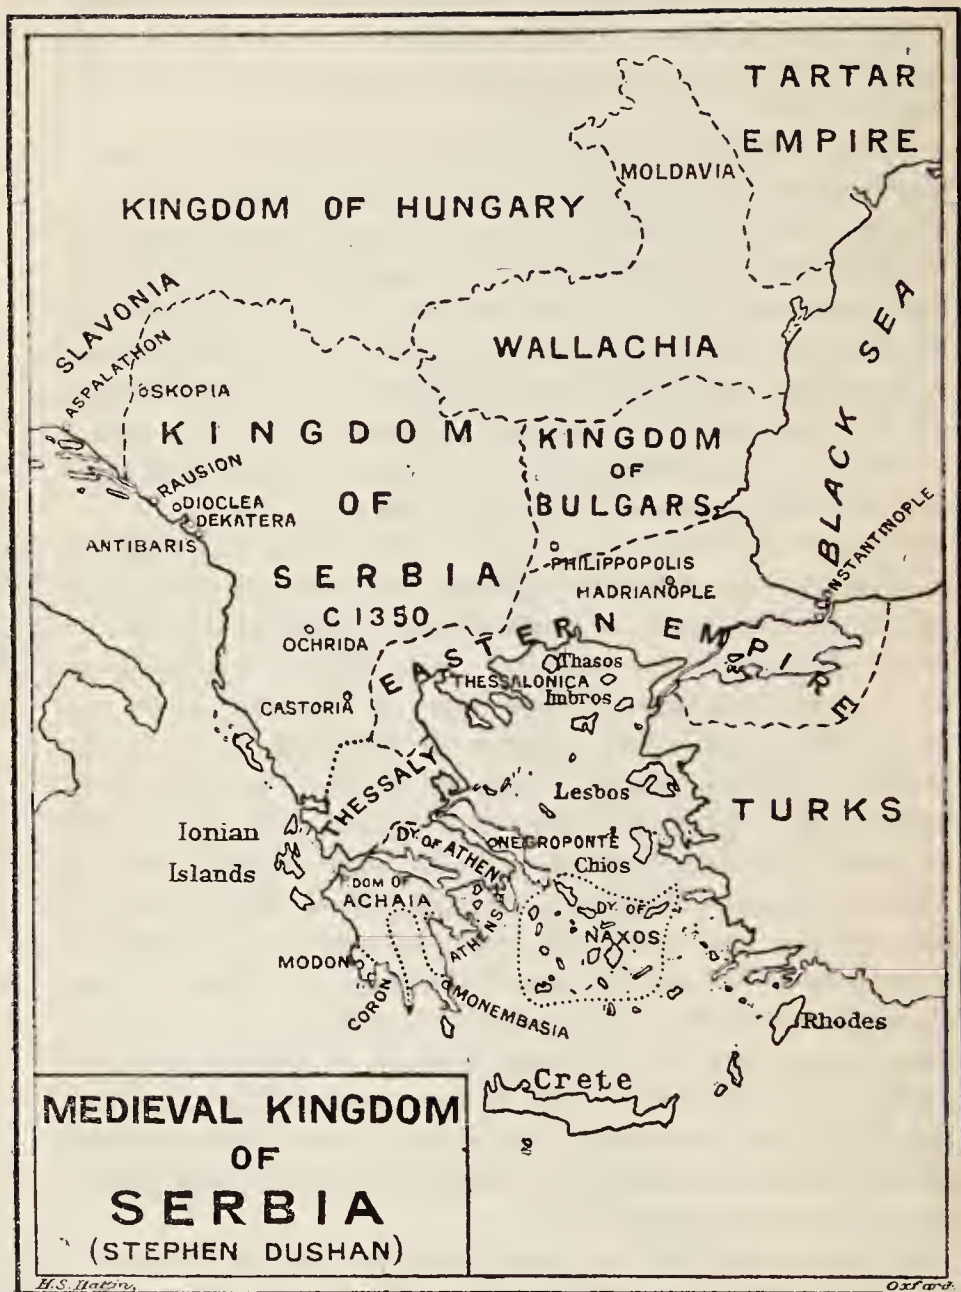 TARTAR
EMPIRE
MOLDAVIA
KINGDOM OF HUNGARY
SLAVONIA
ASPALATHON
WALLACHIA
BLACK SEA
SKOPIA
KINGDOM
OF
SERBIA
C 1350
KINGDOM
OF
BULGARS
RAUSION
DIOCLEA
DEKATERA
ANTIBARIS
CONSTANTINOPLE
PHILIPPOPOLIS
HADRIANOPLE
OCHRIDA
EASTERN EMPIRE
Thasos
THESSALONICA
Imbros
CASTORIA
THESSALY
Lesbos
TURKS
Ionian
Islands
DY. OF ATHENS
NEGROPONTE
Chios
DOM OF
ACHAIA
ATHENS
DY. OF
NAXOS
MODON
CORON
MONEMBASIA
Rhodes
Crete
MEDIEVAL KINGDOM
OF
SERBIA
(STEPHEN DUSHAN)
Oxford.